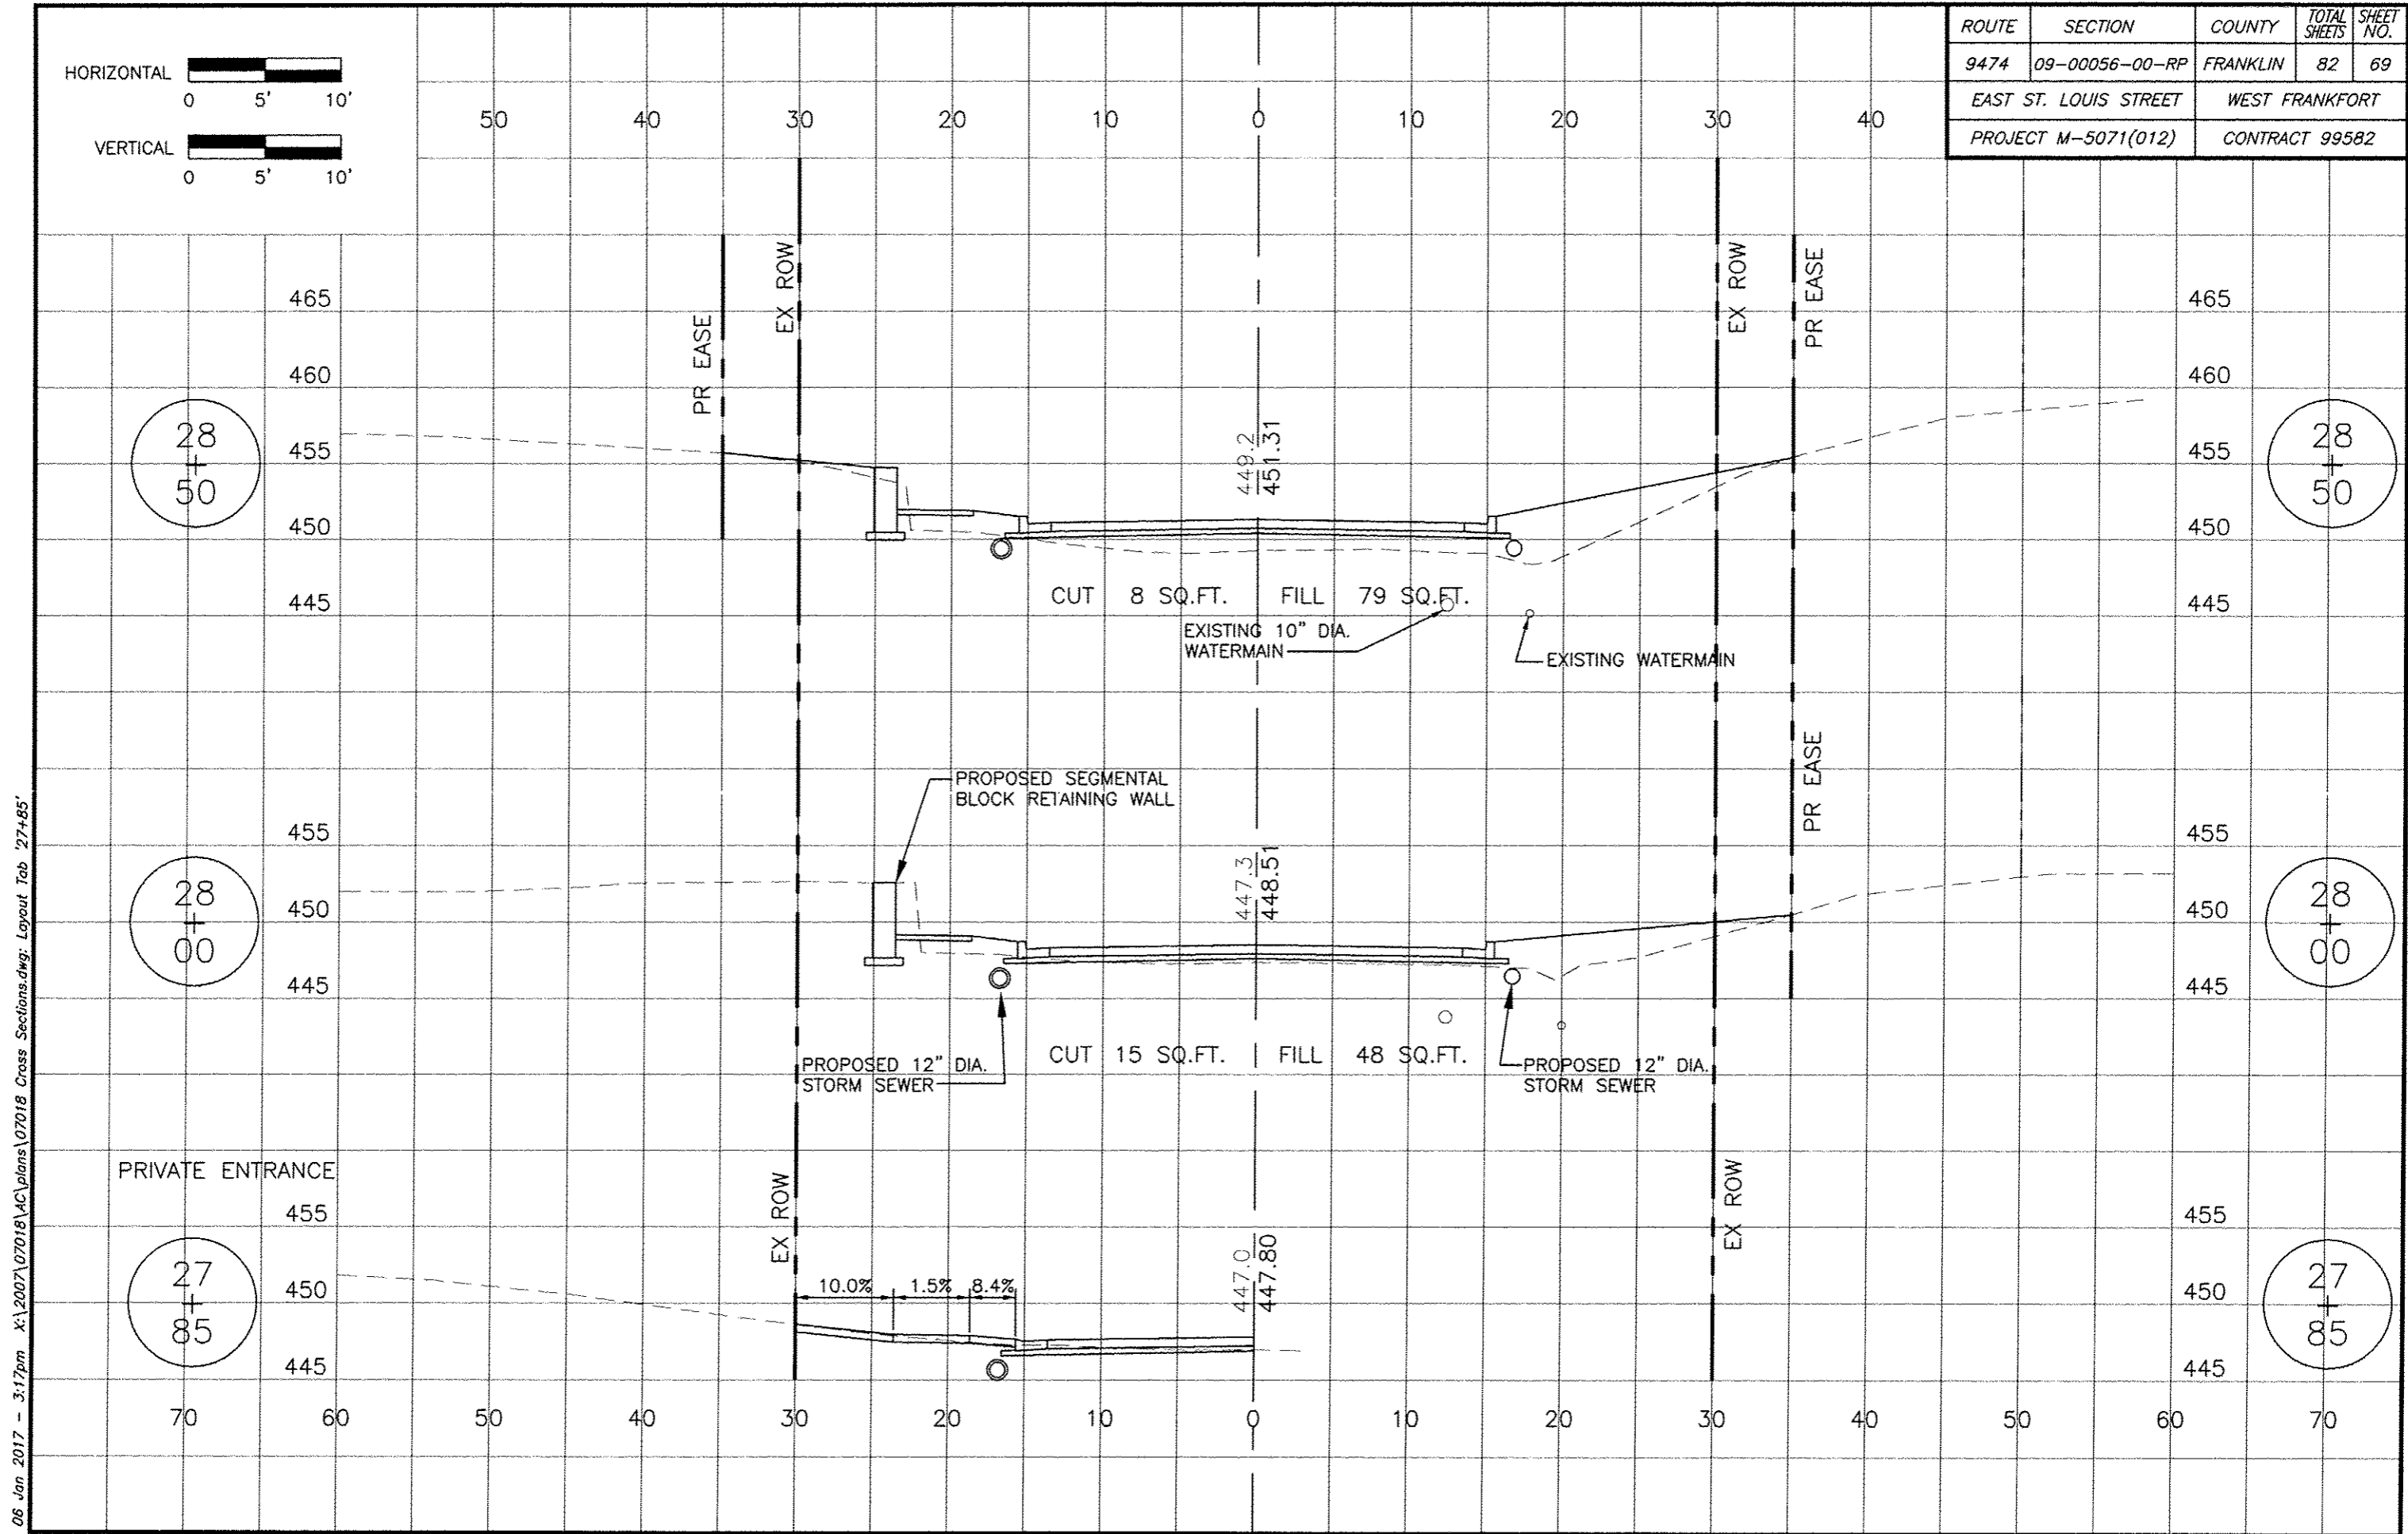 HORIZONTAL
0 5' 10'
VERTICAL
0 5' 10'
ROUTE SECTION COUNTY TOTAL SHEETS SHEET NO.
9474 09-00056-00-RP FRANKLIN 82 69
EAST ST. LOUIS STREET WEST FRANKFORT
PROJECT M-5071(012) CONTRACT 99582
50 40 30 20 10 0 10 20 30 40
PR EASE
EX ROW
EX ROW
PR EASE
465 465
460 460
455 455
450 450
445 445
28+50
449.2
451.31
28+50
CUT 8 SQ.FT. FILL 79 SQ.FT.
EXISTING 10" DIA.
WATERMAIN
EXISTING WATERMAIN
PR EASE
PROPOSED SEGMENTAL
BLOCK RETAINING WALL
455 455
450 450
445 445
28+00
447.3
448.51
28+00
CUT 15 SQ.FT. FILL 48 SQ.FT.
PROPOSED 12" DIA.
STORM SEWER
PROPOSED 12" DIA.
STORM SEWER
PRIVATE ENTRANCE
EX ROW
EX ROW
455 455
450 450
445 445
27+85
10.0% 1.5% 8.4%
447.0
447.80
27+85
70 60 50 40 30 20 10 0 10 20 30 40 50 60 70
06 Jan 2017 - 3:17pm X:\2007\07018\AC\plans\07018 Cross Sections.dwg: Layout Tab '27+85'